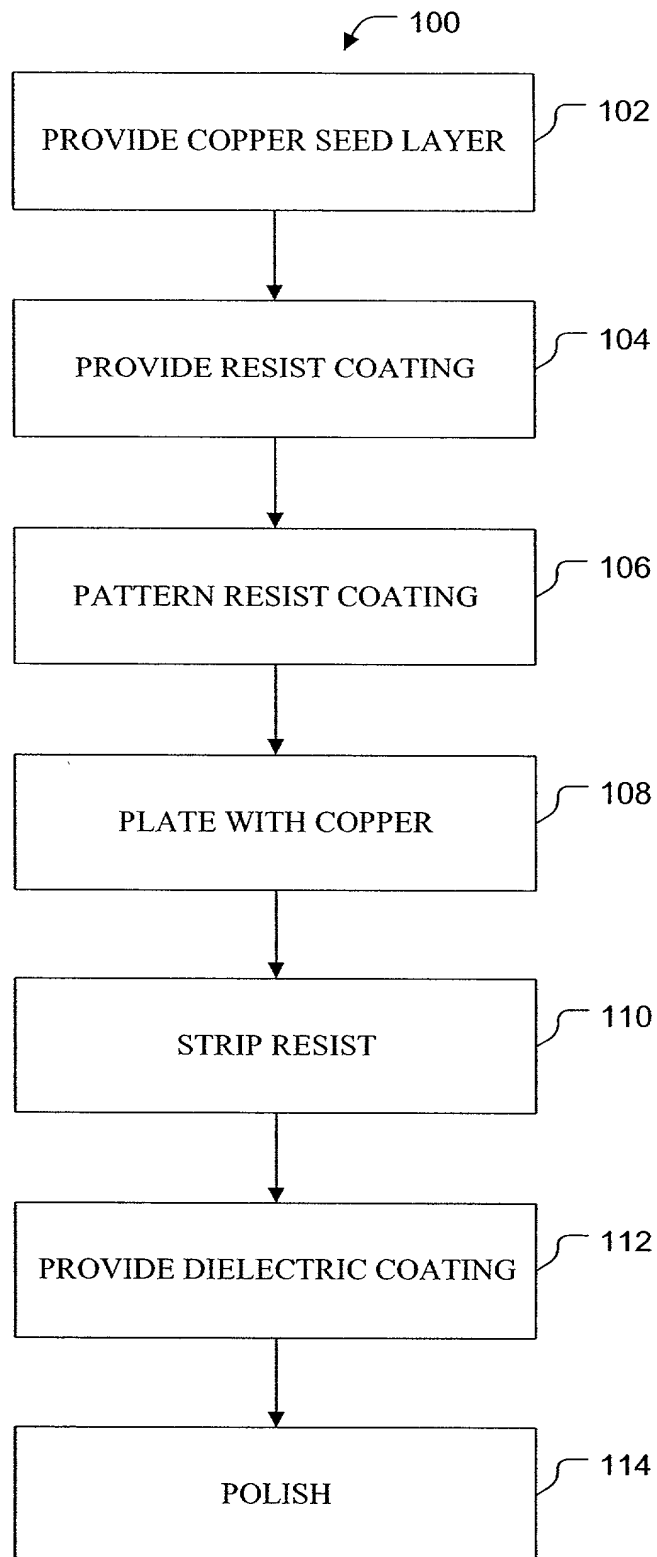 100
PROVIDE COPPER SEED LAYER
102
PROVIDE RESIST COATING
104
PATTERN RESIST COATING
106
PLATE WITH COPPER
108
STRIP RESIST
110
PROVIDE DIELECTRIC COATING
112
POLISH
114